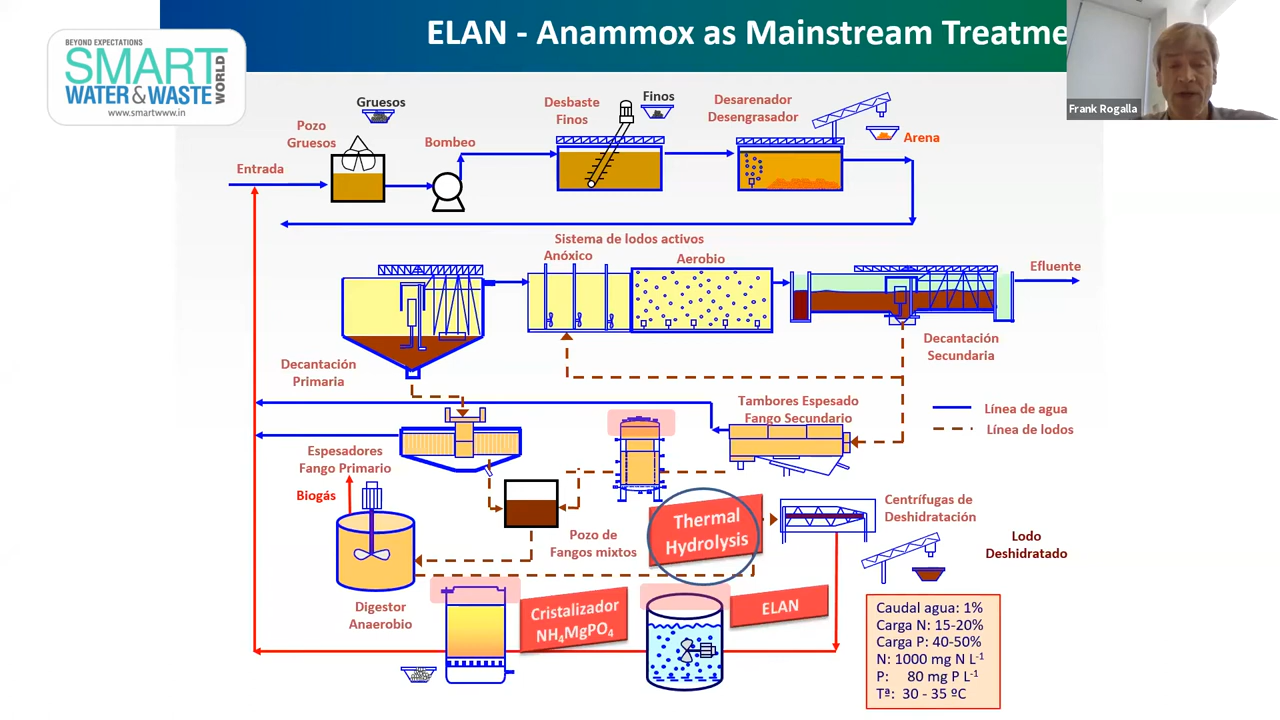 ELAN - Anammox as Mainstream Treatme
BEYOND EXPECTATIONS
SMART
WATER & WASTE
WORLD
www.smartwww.in
Frank Rogalla
Gruesos
Pozo
Gruesos
Entrada
Bombeo
Desbaste
Finos
Finos
Desarenador
Desengrasador
Arena
Sistema de lodos activos
Anóxico
Aerobio
Efluente
Decantación
Primaria
Decantación
Secundaria
Tambores Espesado
Fango Secundario
Línea de agua
Línea de lodos
Espesadores
Fango Primario
Biogás
Pozo de
Fangos mixtos
Thermal
Hydrolysis
Centrífugas de
Deshidratación
Lodo
Deshidratado
Digestor
Anaerobio
Cristalizador
NH₄MgPO₄
ELAN
Caudal agua: 1%
Carga N: 15-20%
Carga P: 40-50%
N: 1000 mg N L⁻¹
P: 80 mg P L⁻¹
Tª: 30 - 35 ºC